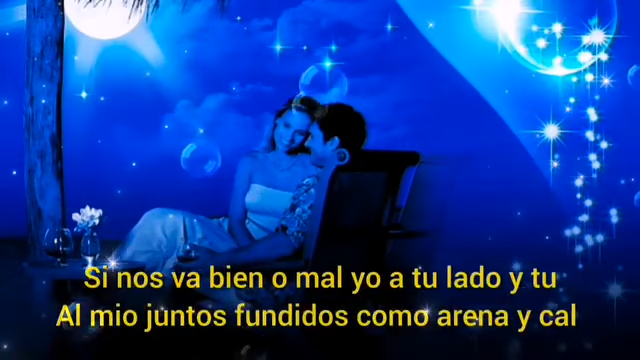 Si nos va bien o mal yo a tu lado y tu
Al mio juntos fundidos como arena y cal